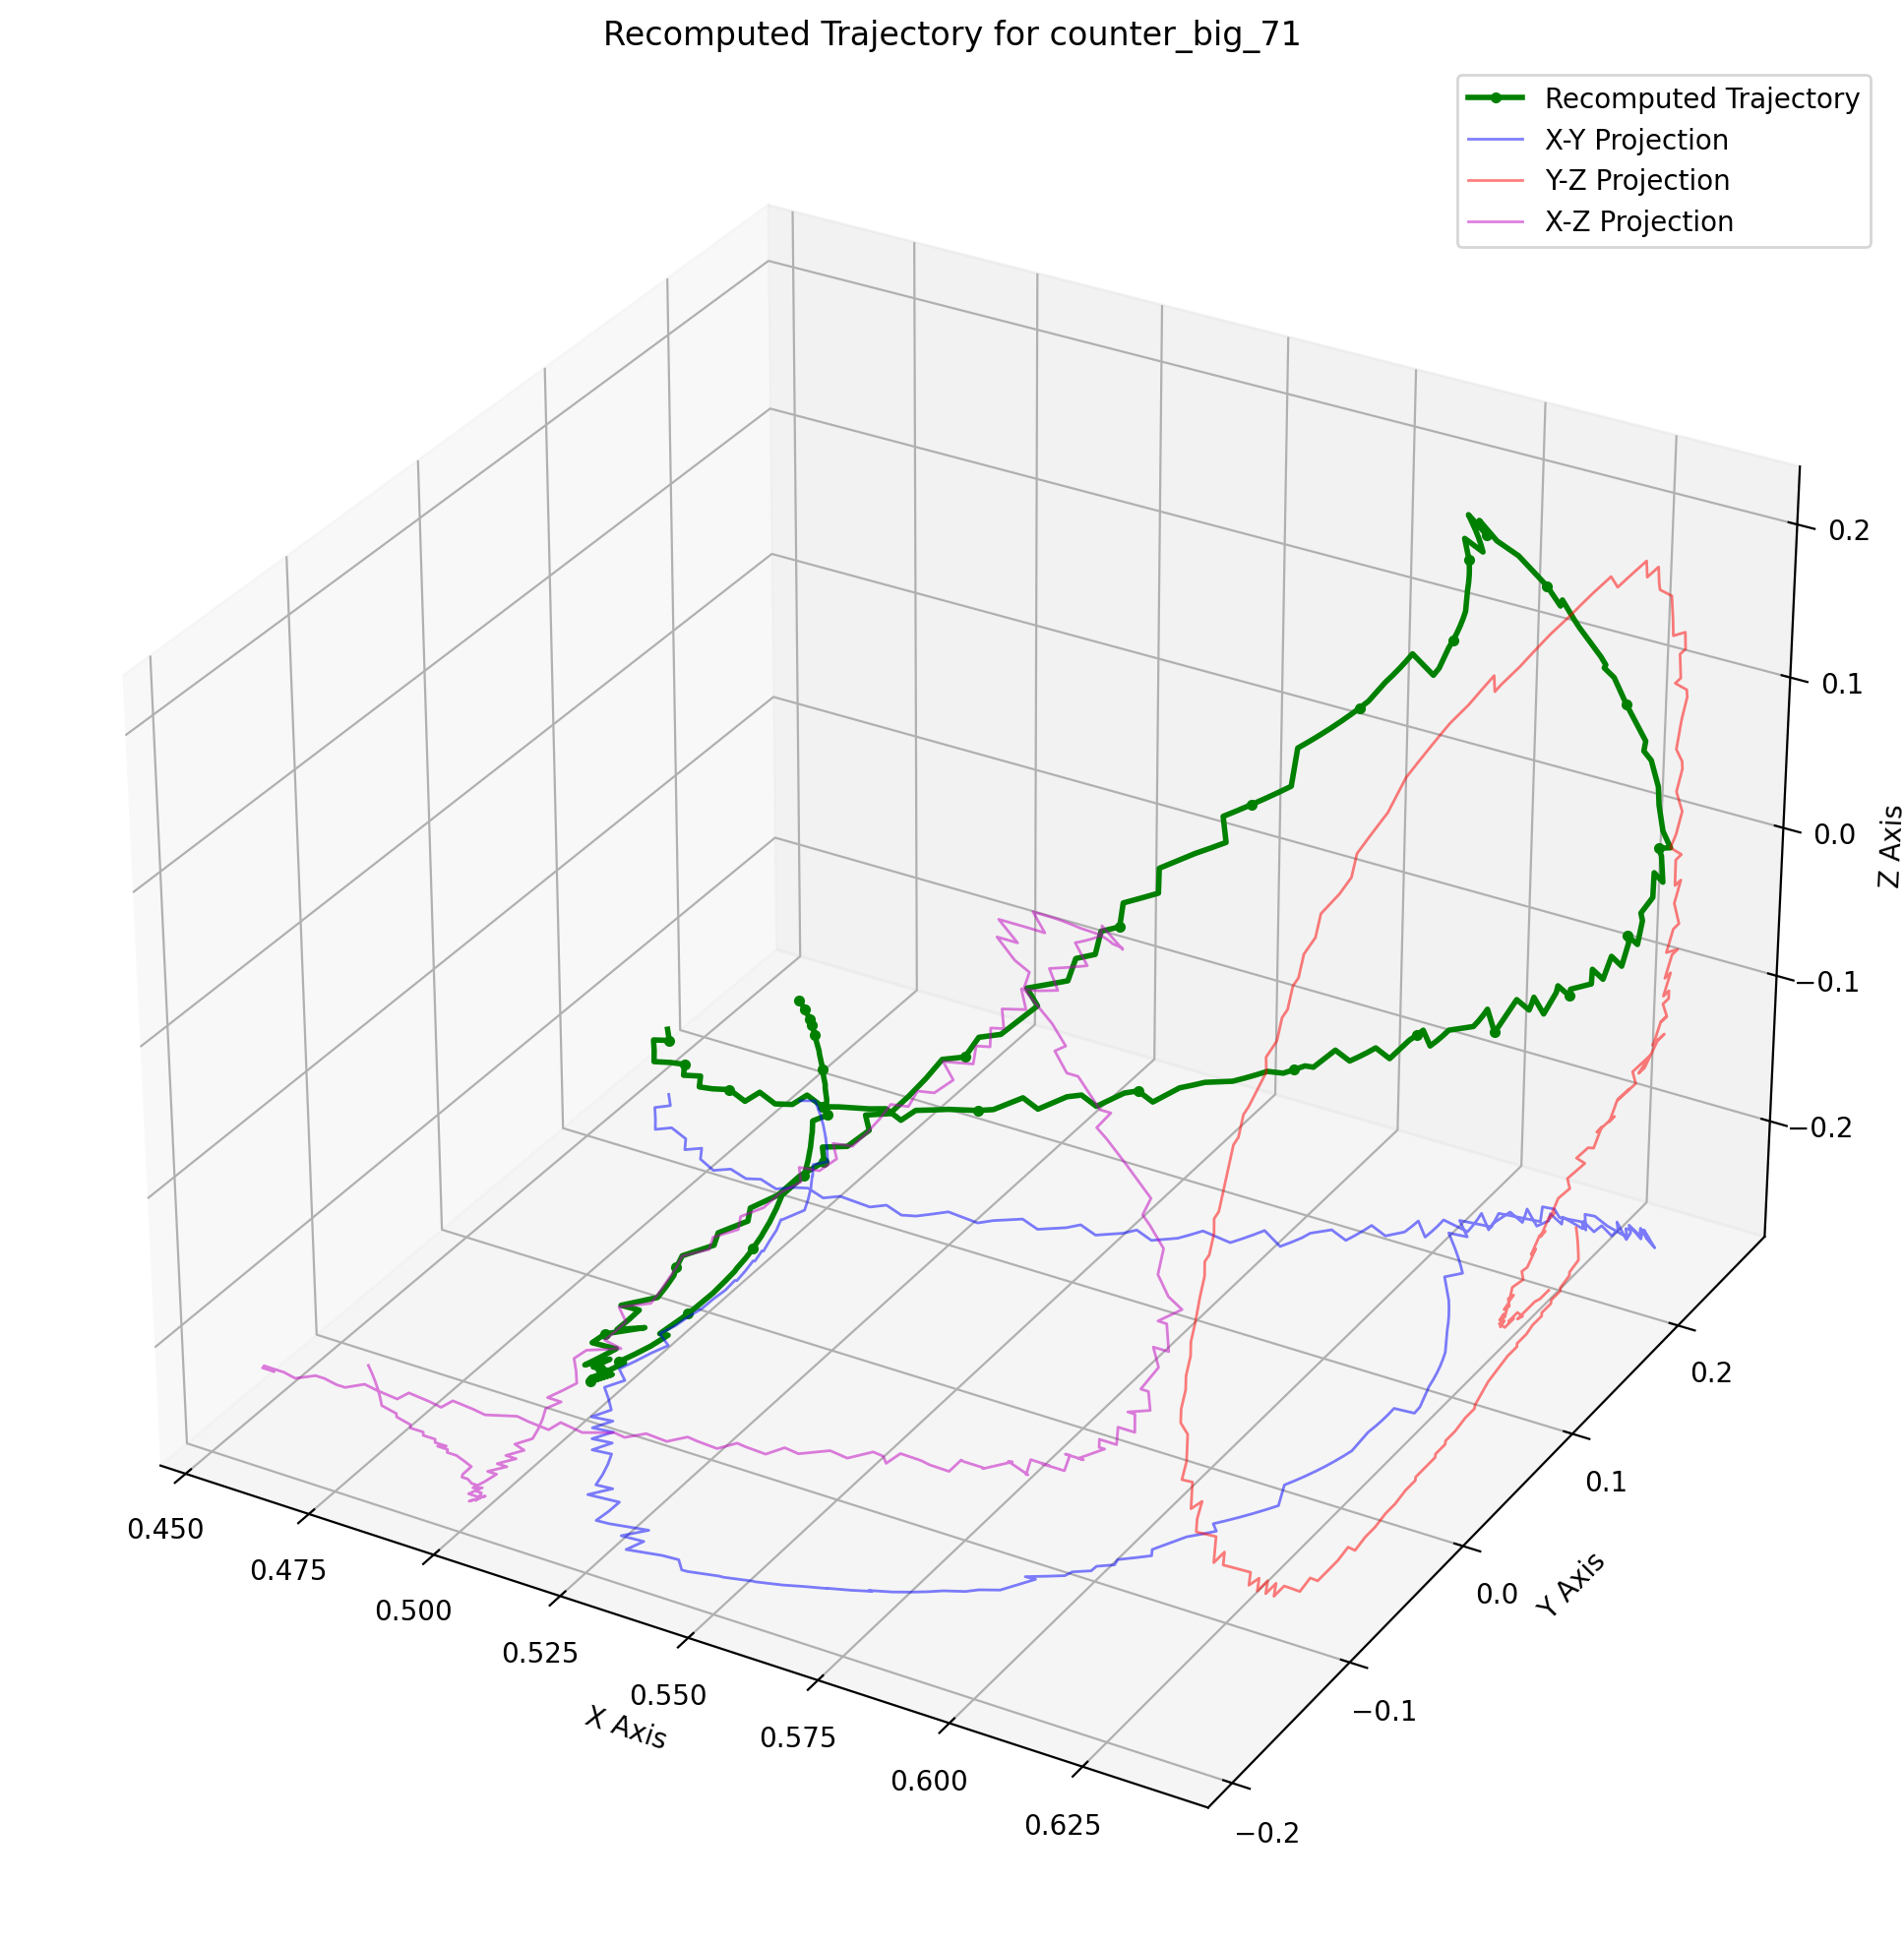 Recomputed Trajectory for counter_big_71
Recomputed Trajectory
X-Y Projection
Y-Z Projection
X-Z Projection
0.2
0.1
0.0
−0.1
−0.2
Z Axis
0.2
0.1
0.0
−0.1
−0.2
Y Axis
0.450
0.475
0.500
0.525
0.550
0.575
0.600
0.625
X Axis